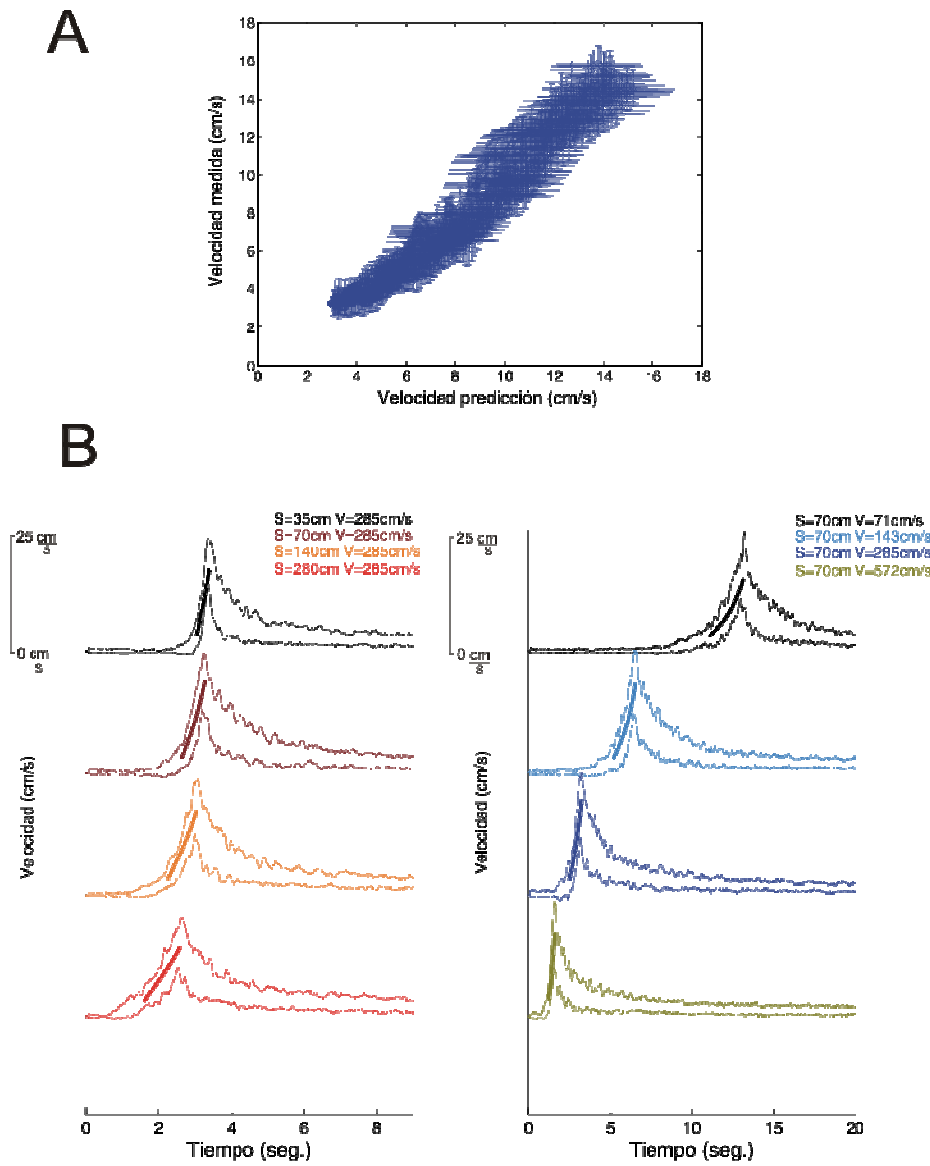 A
18
16
14
12
10
8
6
4
2
0
Velocidad medida (cm/s)
0 2 4 6 8 10 12 14 16 18
Velocidad predicción (cm/s)
B
S=35cm V=285cm/s
S=70cm V=285cm/s
S=140cm V=285cm/s
S=280cm V=285cm/s
25 cm
s
0 cm
s
Velocidad (cm/s)
0 2 4 6 8
Tiempo (seg.)
S=70cm V=71cm/s
S=70cm V=143cm/s
S=70cm V=285cm/s
S=70cm V=572cm/s
25 cm
s
0 cm
s
Velocidad (cm/s)
0 5 10 15 20
Tiempo (seg.)